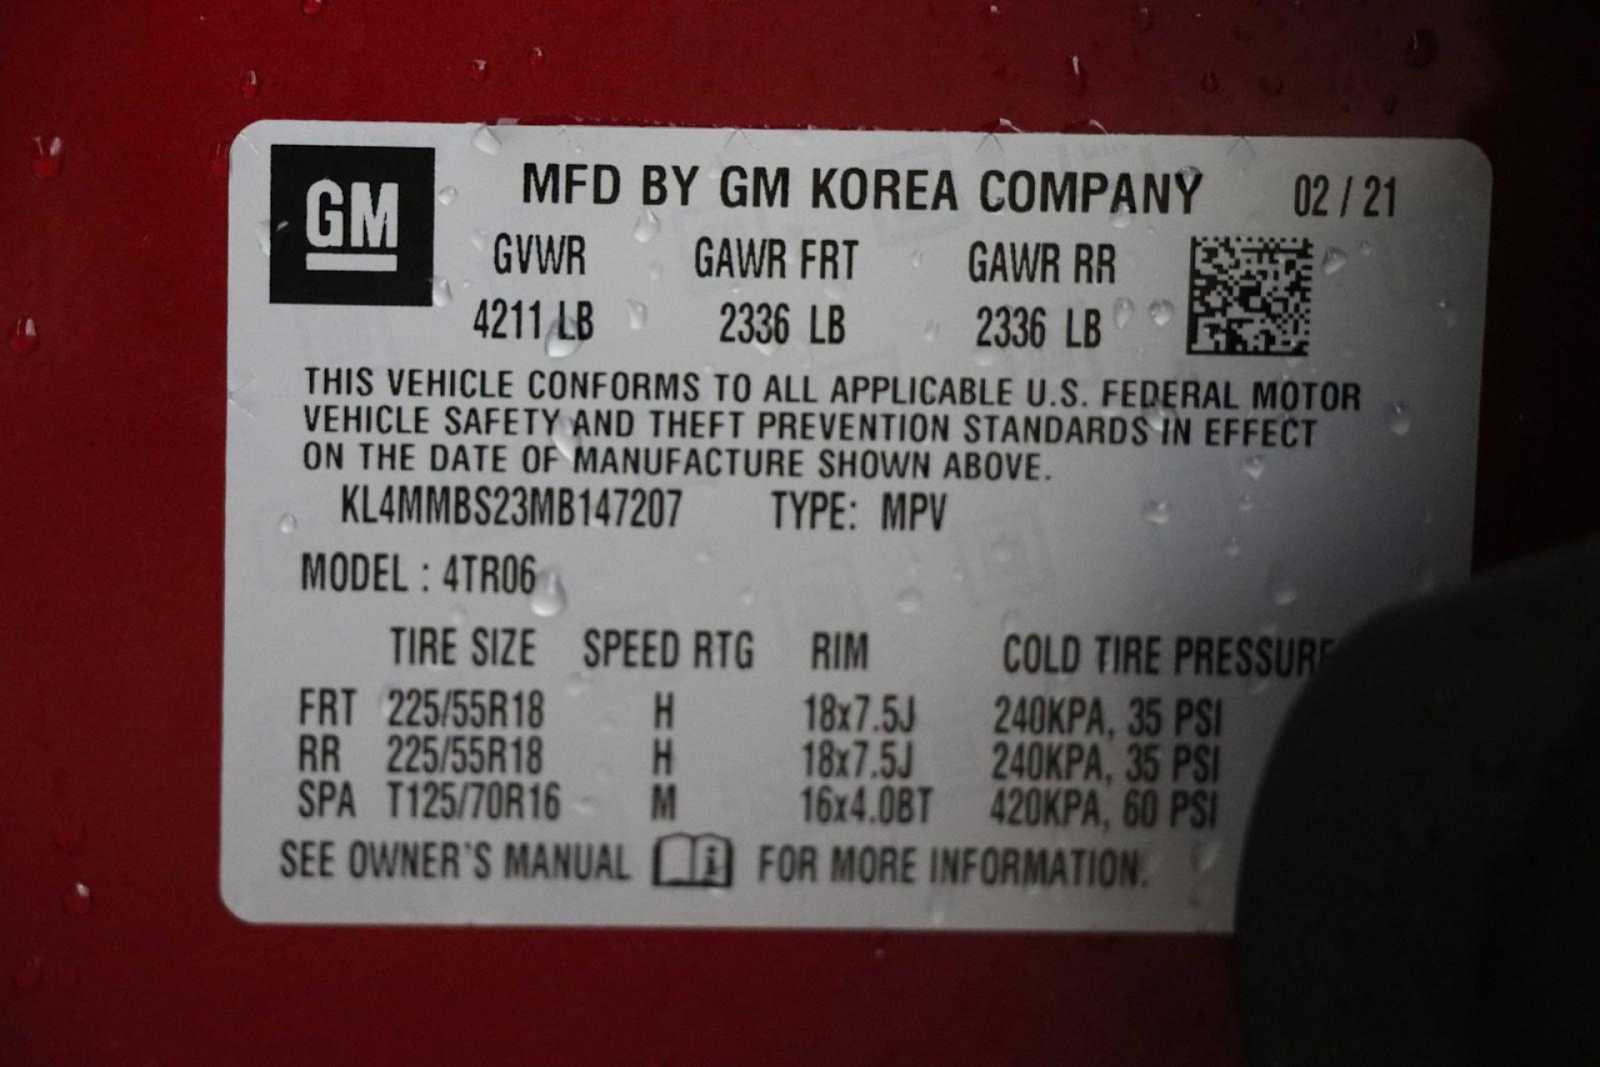 GM
MFD BY GM KOREA COMPANY 02 / 21
GVWR GAWR FRT GAWR RR
4211 LB 2336 LB 2336 LB
THIS VEHICLE CONFORMS TO ALL APPLICABLE U.S. FEDERAL MOTOR
VEHICLE SAFETY AND THEFT PREVENTION STANDARDS IN EFFECT
ON THE DATE OF MANUFACTURE SHOWN ABOVE.
KL4MMBS23MB147207 TYPE: MPV
MODEL : 4TR06
TIRE SIZE SPEED RTG RIM COLD TIRE PRESSURE
FRT 225/55R18 H 18x7.5J 240KPA, 35 PSI
RR 225/55R18 H 18x7.5J 240KPA, 35 PSI
SPA T125/70R16 M 16x4.0BT 420KPA, 60 PSI
SEE OWNER'S MANUAL i FOR MORE INFORMATION.